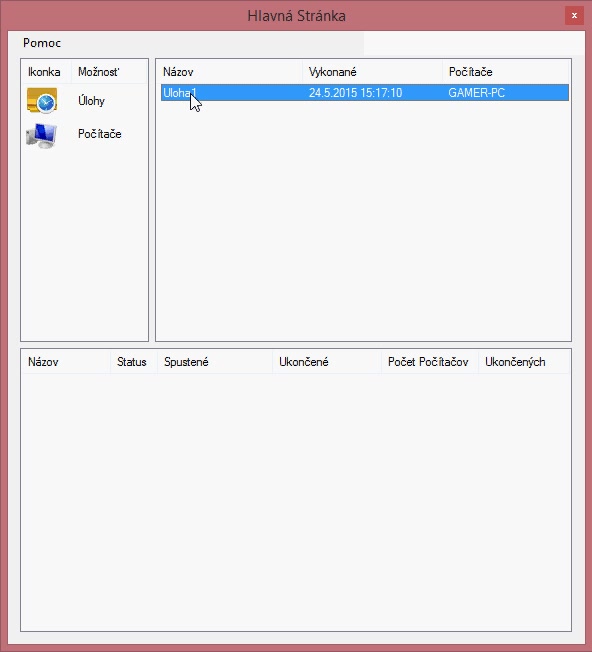 Hlavná Stránka
x
Pomoc
Ikonka Možnosť
Úlohy
Počítače
Názov Vykonané Počítače
Uloha1 24.5.2015 15:17:10 GAMER-PC
Názov Status Spustené Ukončené Počet Počítačov Ukončených